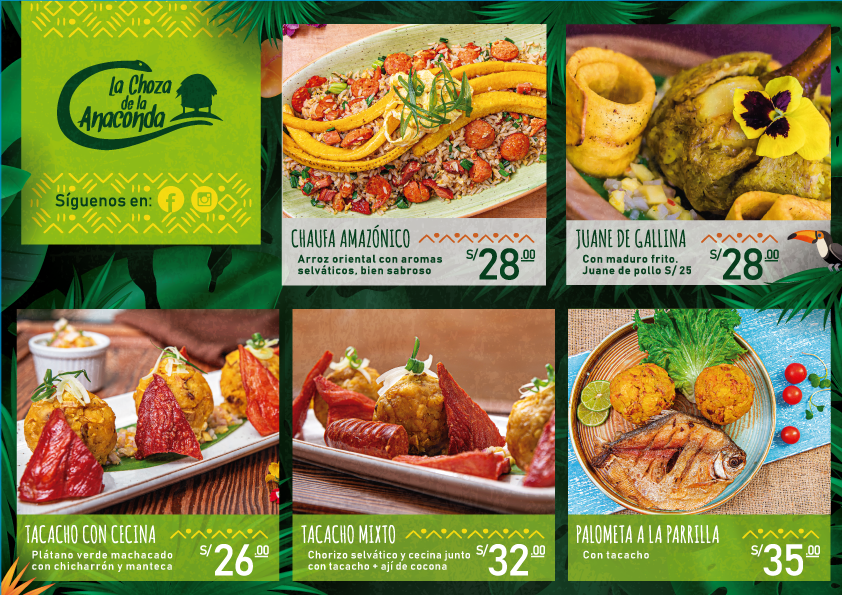 La Choza
de la
Anaconda
Síguenos en:
CHAUFA AMAZÓNICO
Arroz oriental con aromas
selváticos, bien sabroso
S/28.00
JUANE DE GALLINA
Con maduro frito.
Juane de pollo S/ 25
S/28.00
TACACHO CON CECINA
Plátano verde machacado
con chicharrón y manteca
S/26.00
TACACHO MIXTO
Chorizo selvático y cecina junto
con tacacho + ají de cocona
S/32.00
PALOMETA A LA PARRILLA
Con tacacho
S/35.00